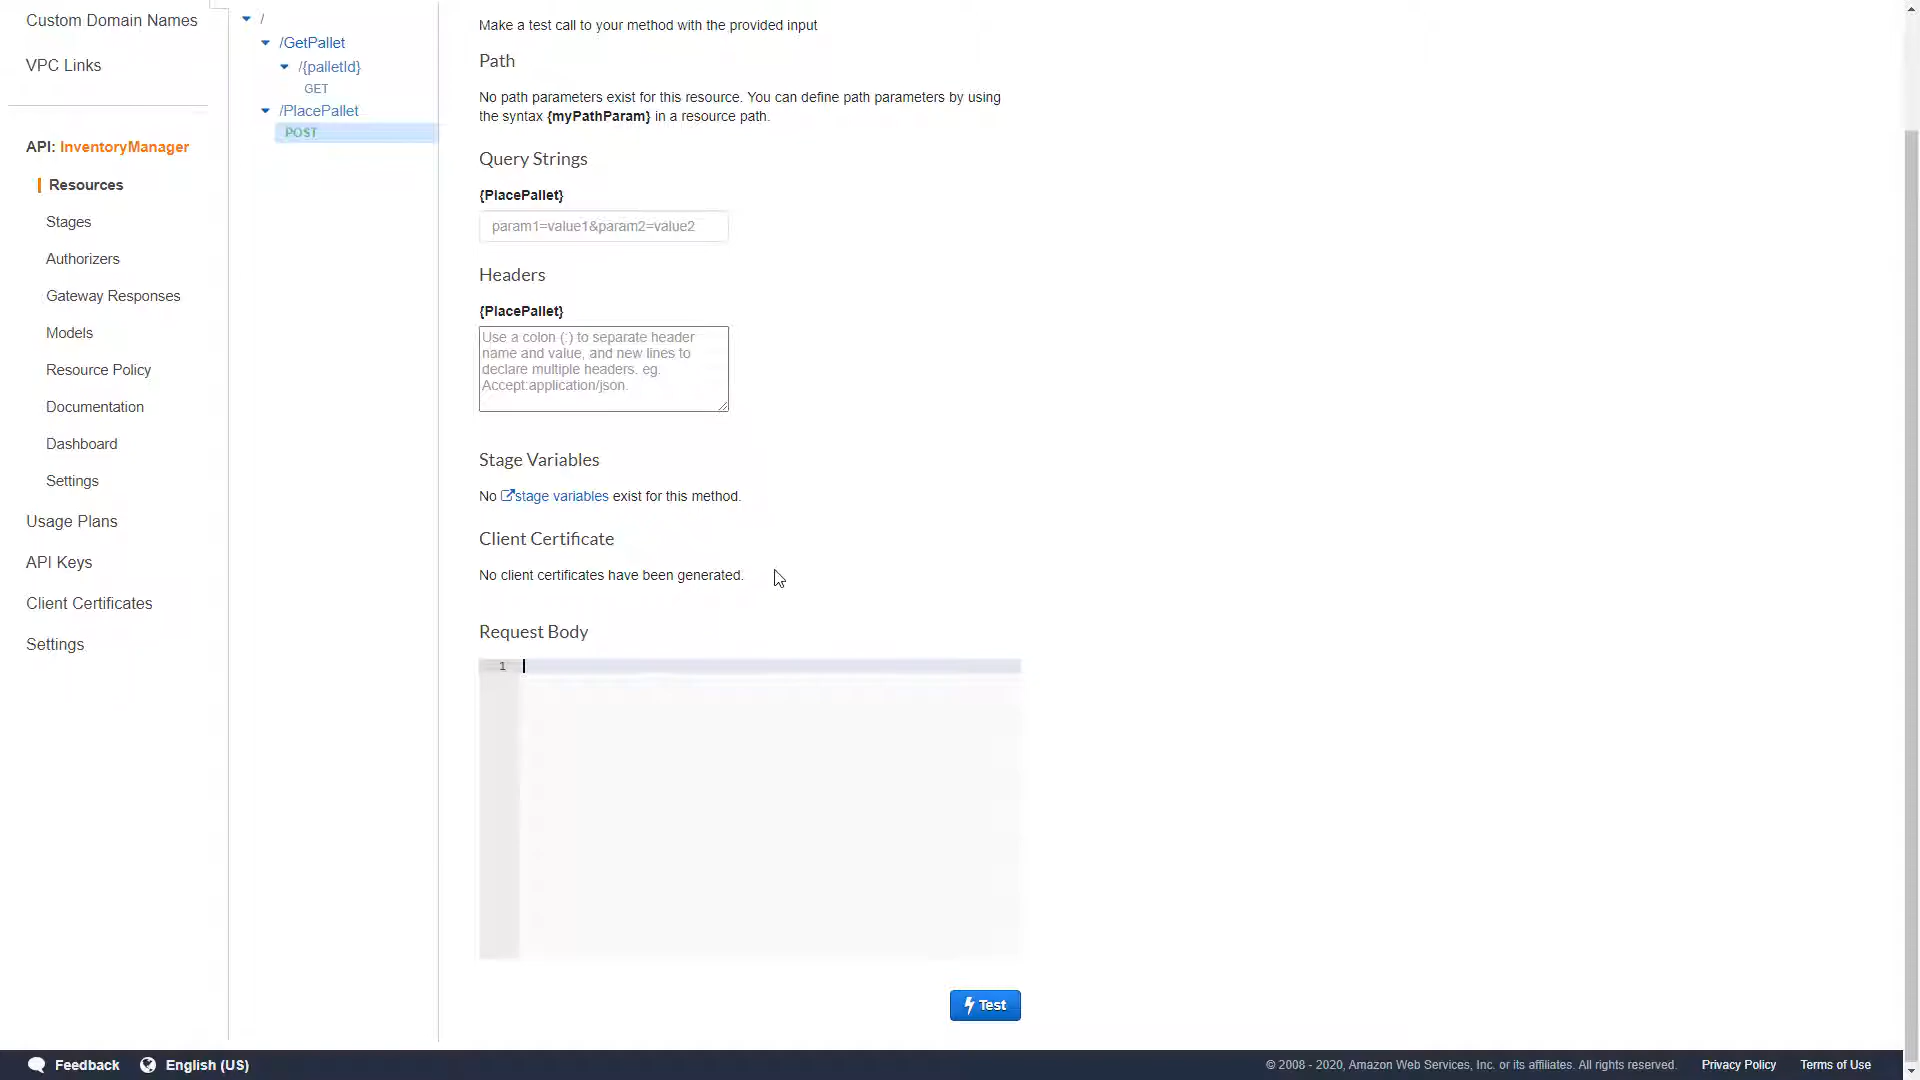 Custom Domain Names
VPC Links
API: InventoryManager
Resources
Stages
Authorizers
Gateway Responses
Models
Resource Policy
Documentation
Dashboard
Settings
Usage Plans
API Keys
Client Certificates
Settings
/
/GetPallet
/{palletId}
GET
/PlacePallet
POST
Make a test call to your method with the provided input
Path
No path parameters exist for this resource. You can define path parameters by using
the syntax {myPathParam} in a resource path.
Query Strings
{PlacePallet}
param1=value1&param2=value2
Headers
{PlacePallet}
Use a colon (:) to separate header
name and value, and new lines to
declare multiple headers. eg.
Accept:application/json.
Stage Variables
No stage variables exist for this method.
Client Certificate
No client certificates have been generated.
Request Body
1
Test
Feedback
English (US)
© 2008 - 2020, Amazon Web Services, Inc. or its affiliates. All rights reserved.
Privacy Policy
Terms of Use